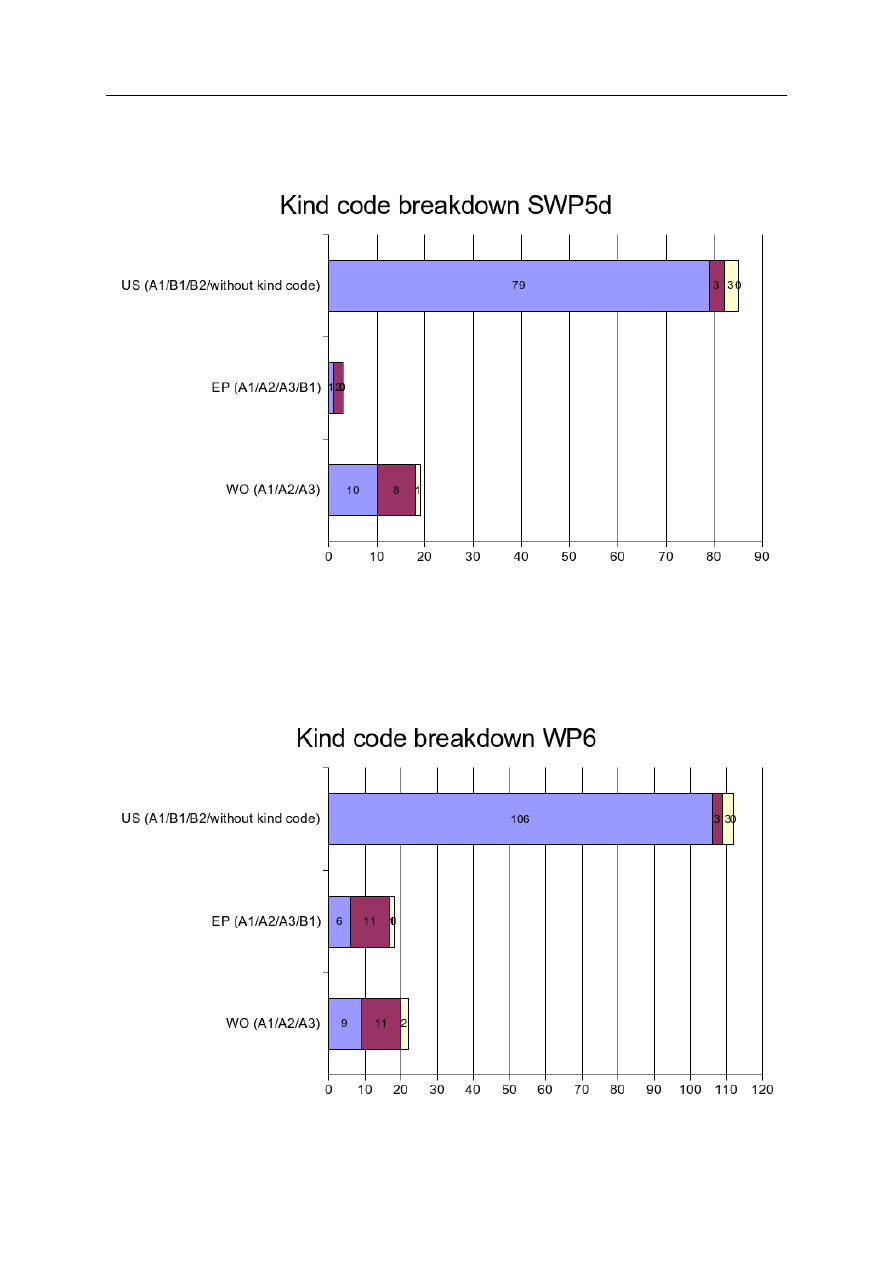 Kind code breakdown SWP5d
US (A1/B1/B2/without kind code)
79 3 3 0
EP (A1/A2/A3/B1)
1 2 0
WO (A1/A2/A3)
10 8 1
0 10 20 30 40 50 60 70 80 90
Kind code breakdown WP6
US (A1/B1/B2/without kind code)
106 3 3 0
EP (A1/A2/A3/B1)
6 11 1
WO (A1/A2/A3)
9 11 2
0 10 20 30 40 50 60 70 80 90 100 110 120